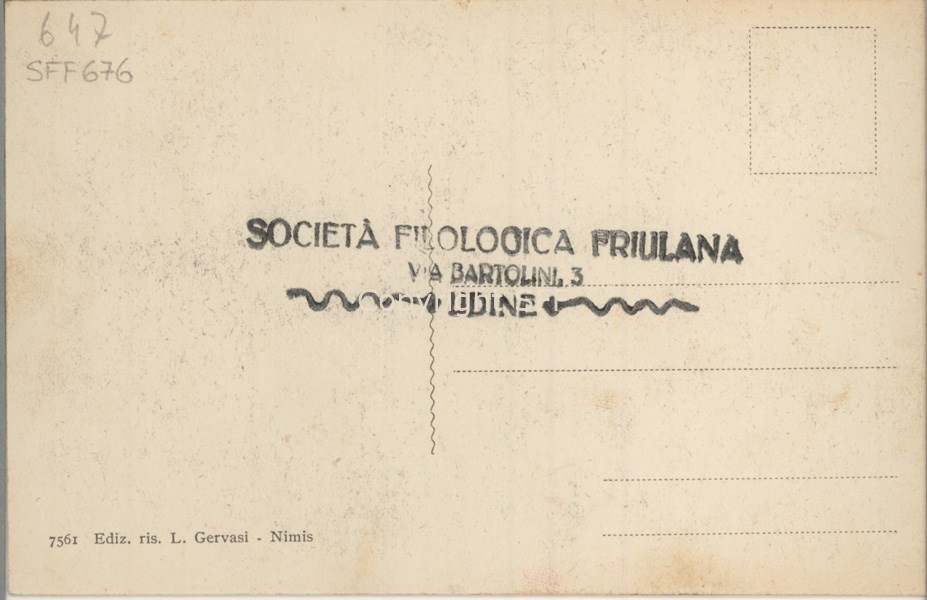 647
SFF676
SOCIETÀ FILOLOGICA FRIULANA
VIA BARTOLINI, 3
UDINE
7561 Ediz. ris. L. Gervasi - Nimis